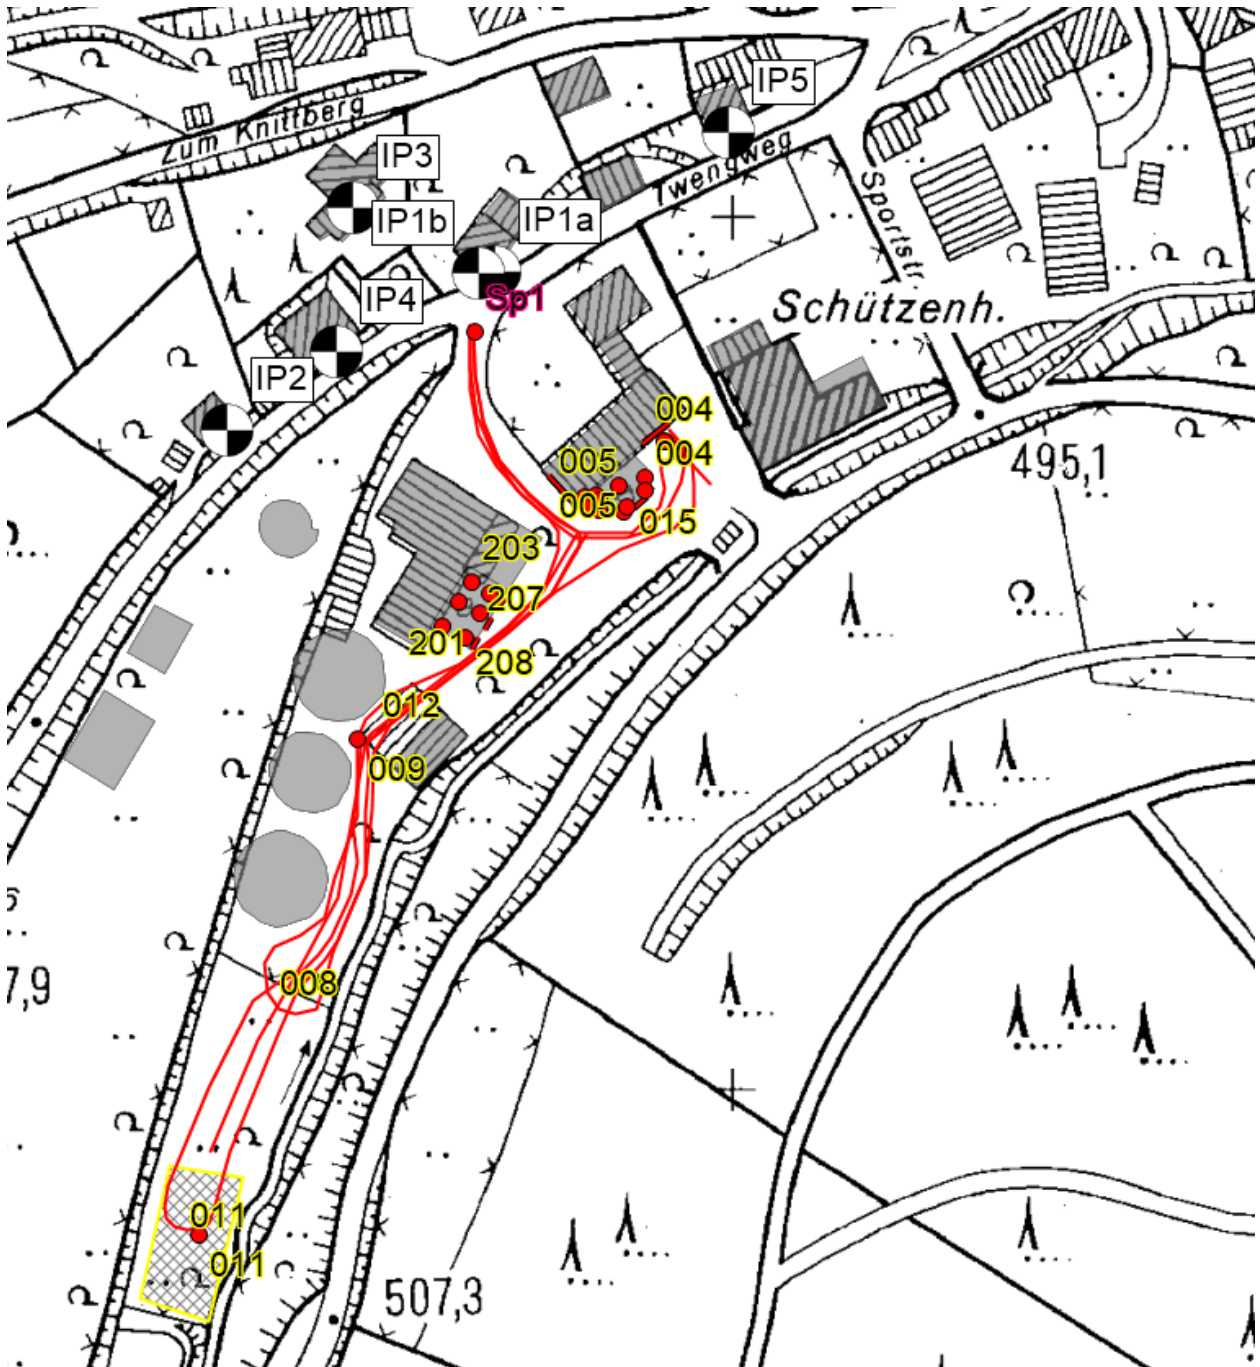 IP5
Zum Knittberg
IP3
Twengweg
Sportstr.
IP1b
IP1a
IP4
Sp1
Schützenh.
IP2
004
004
005
495,1
005
015
203
207
201
208
012
009
008
7,9
011
011
507,3